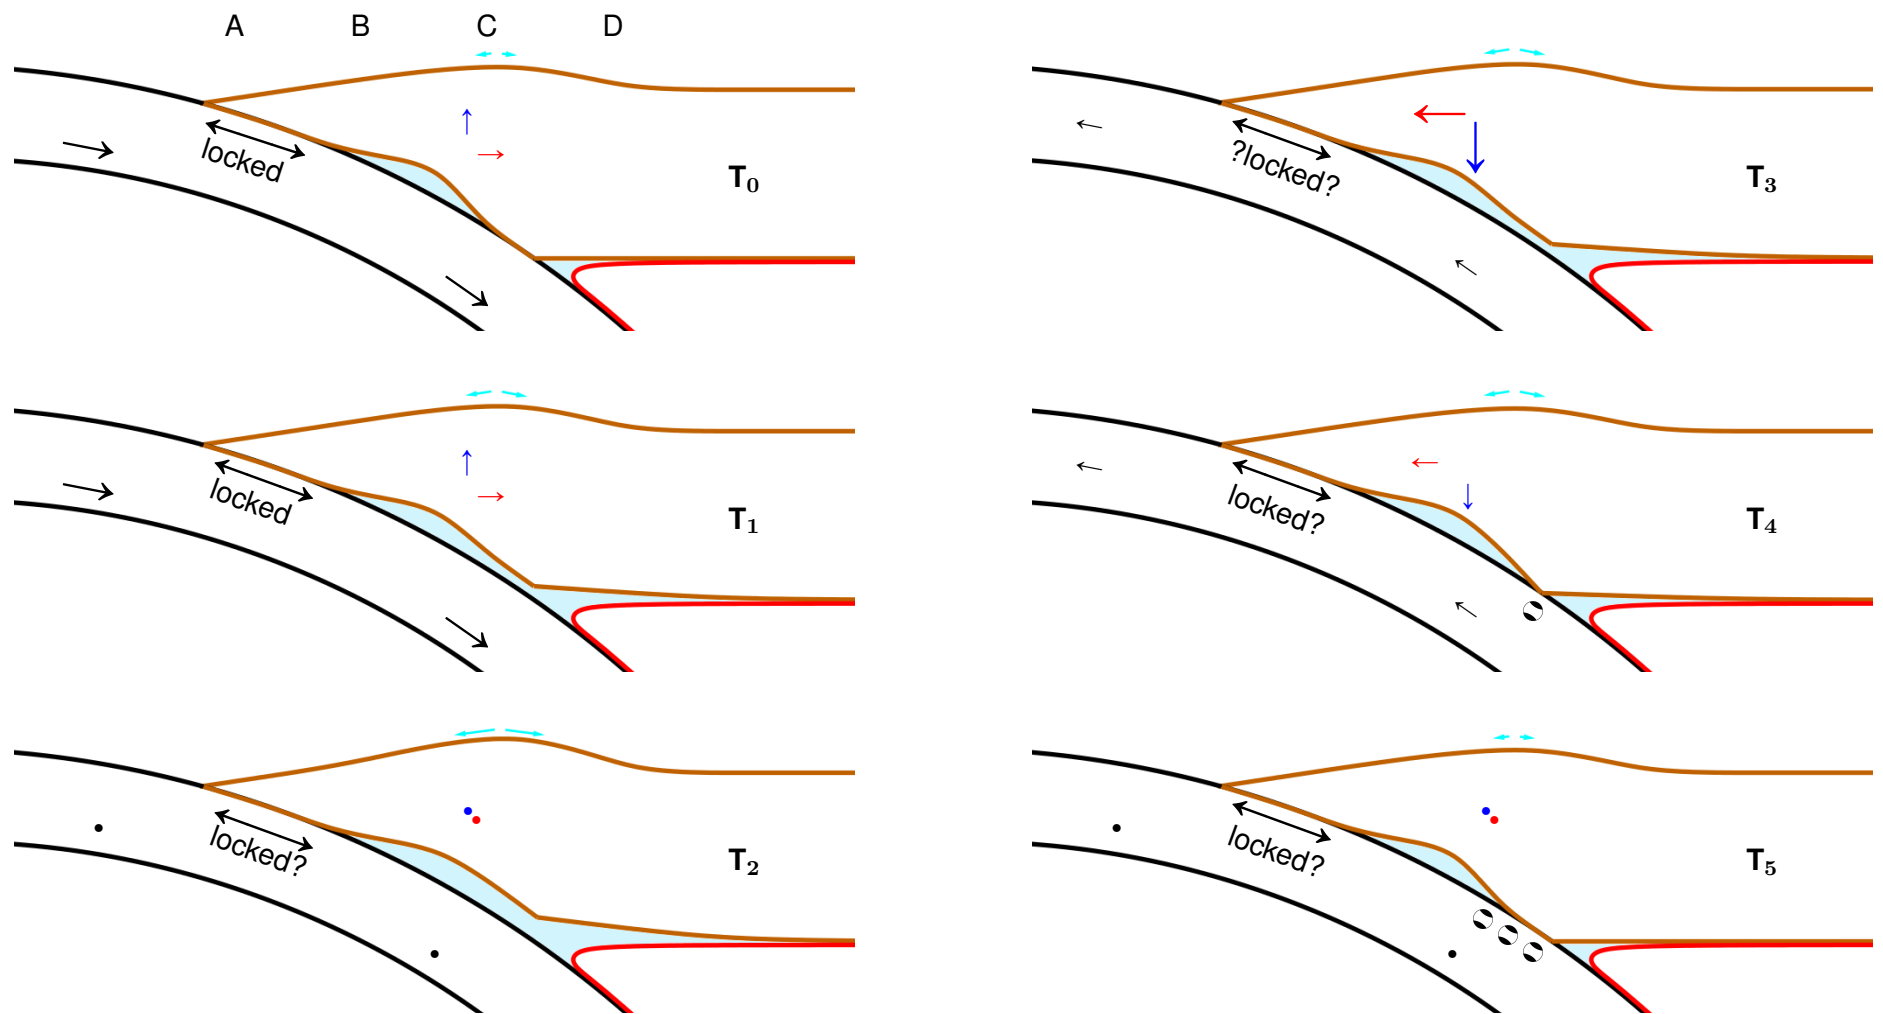 A B C D
locked
T0
locked
T1
locked?
T2
?locked?
T3
locked?
T4
locked?
T5